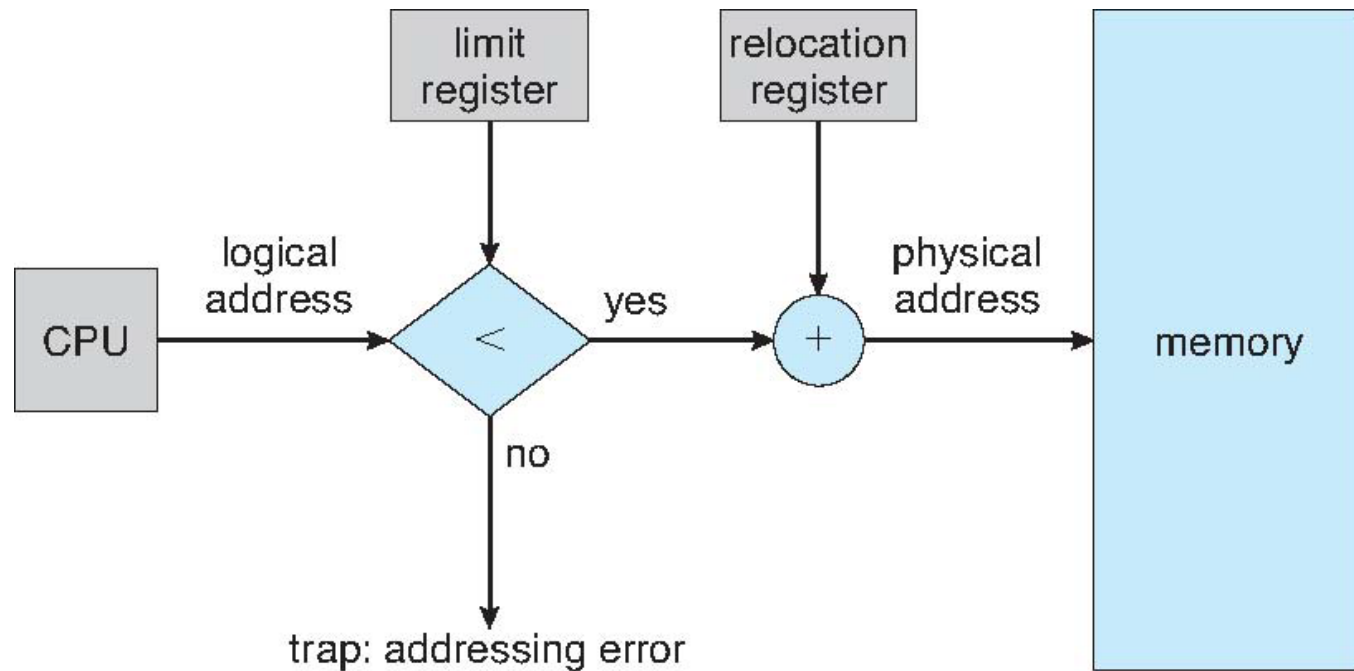 limit
register
relocation
register
logical
address
physical
address
CPU
<
yes
+
memory
no
trap: addressing error